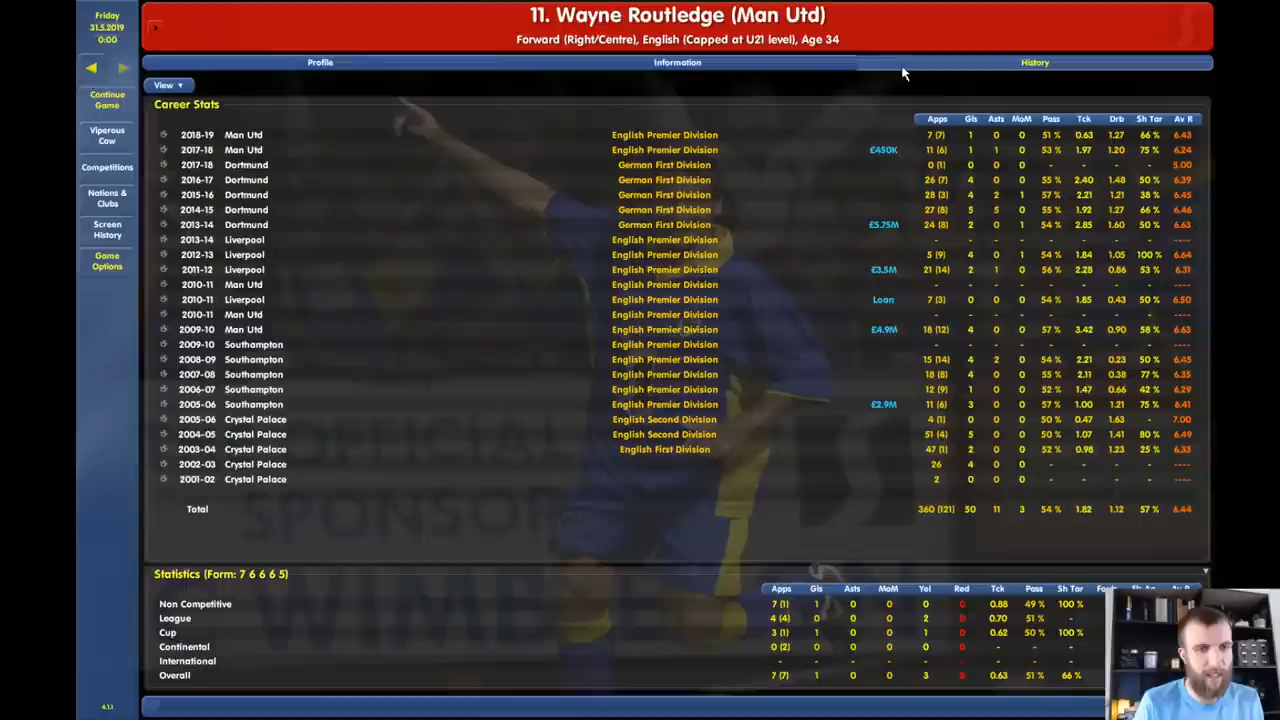 Friday
31.5.2019
0:00
Continue
Game
Viperous
Cow
Competitions
Nations &
Clubs
Screen
History
Game
Options
4.1.1
11. Wayne Routledge (Man Utd)
Forward (Right/Centre), English (Capped at U21 level), Age 34
Profile Information History
View
Career Stats
Apps Gls Asts MoM Pass Tck Drb Sh Tar Av R
2018-19 Man Utd English Premier Division 7 (7) 1 0 0 51 % 0.63 1.27 66 % 6.43
2017-18 Man Utd English Premier Division £450K 11 (6) 1 1 0 53 % 1.97 1.20 75 % 6.24
2017-18 Dortmund German First Division 0 (1) 0 0 0 - - - - 5.00
2016-17 Dortmund German First Division 26 (7) 4 0 0 55 % 2.40 1.48 50 % 6.39
2015-16 Dortmund German First Division 28 (3) 4 2 1 57 % 2.21 1.21 38 % 6.45
2014-15 Dortmund German First Division 27 (8) 5 5 0 55 % 1.92 1.27 66 % 6.46
2013-14 Dortmund German First Division £5.75M 24 (8) 2 0 1 54 % 2.85 1.60 50 % 6.63
2013-14 Liverpool English Premier Division - - - - - - - - ----
2012-13 Liverpool English Premier Division 5 (9) 4 0 1 54 % 1.84 1.05 100 % 6.64
2011-12 Liverpool English Premier Division £3.5M 21 (14) 2 1 0 56 % 2.28 0.86 53 % 6.31
2010-11 Man Utd English Premier Division - - - - - - - - ----
2010-11 Liverpool English Premier Division Loan 7 (3) 0 0 0 54 % 1.85 0.43 50 % 6.50
2010-11 Man Utd English Premier Division - - - - - - - - ----
2009-10 Man Utd English Premier Division £4.9M 18 (12) 4 0 0 57 % 3.42 0.90 58 % 6.63
2009-10 Southampton English Premier Division - - - - - - - - ----
2008-09 Southampton English Premier Division 15 (14) 4 2 0 54 % 2.21 0.23 50 % 6.45
2007-08 Southampton English Premier Division 18 (8) 4 0 0 55 % 2.11 0.38 77 % 6.35
2006-07 Southampton English Premier Division 12 (9) 1 0 0 52 % 1.47 0.66 42 % 6.29
2005-06 Southampton English Premier Division £2.9M 11 (6) 3 0 0 57 % 1.00 1.21 75 % 6.41
2005-06 Crystal Palace English Second Division 4 (1) 0 0 0 50 % 0.47 1.63 - 7.00
2004-05 Crystal Palace English Second Division 51 (4) 5 0 0 50 % 1.07 1.41 80 % 6.49
2003-04 Crystal Palace English First Division 47 (1) 2 0 0 52 % 0.98 1.23 25 % 6.33
2002-03 Crystal Palace 26 4 0 0 - - - - ----
2001-02 Crystal Palace 2 0 0 0 - - - - ----
Total 360 (121) 50 11 3 54 % 1.82 1.12 57 % 6.44
OFFICIAL
SPONSOR
Statistics (Form: 7 6 6 6 5)
Apps Gls Asts MoM Yel Red Tck Pass Sh Tar
Non Competitive 7 (1) 1 0 0 0 0 0.88 49 % 100 %
League 4 (4) 0 0 0 2 0 0.70 51 % -
Cup 3 (1) 1 0 0 1 0 0.62 50 % 100 %
Continental 0 (2) 0 0 0 0 0 - - -
International - - - - - - - - -
Overall 7 (7) 1 0 0 3 0 0.63 51 % 66 %